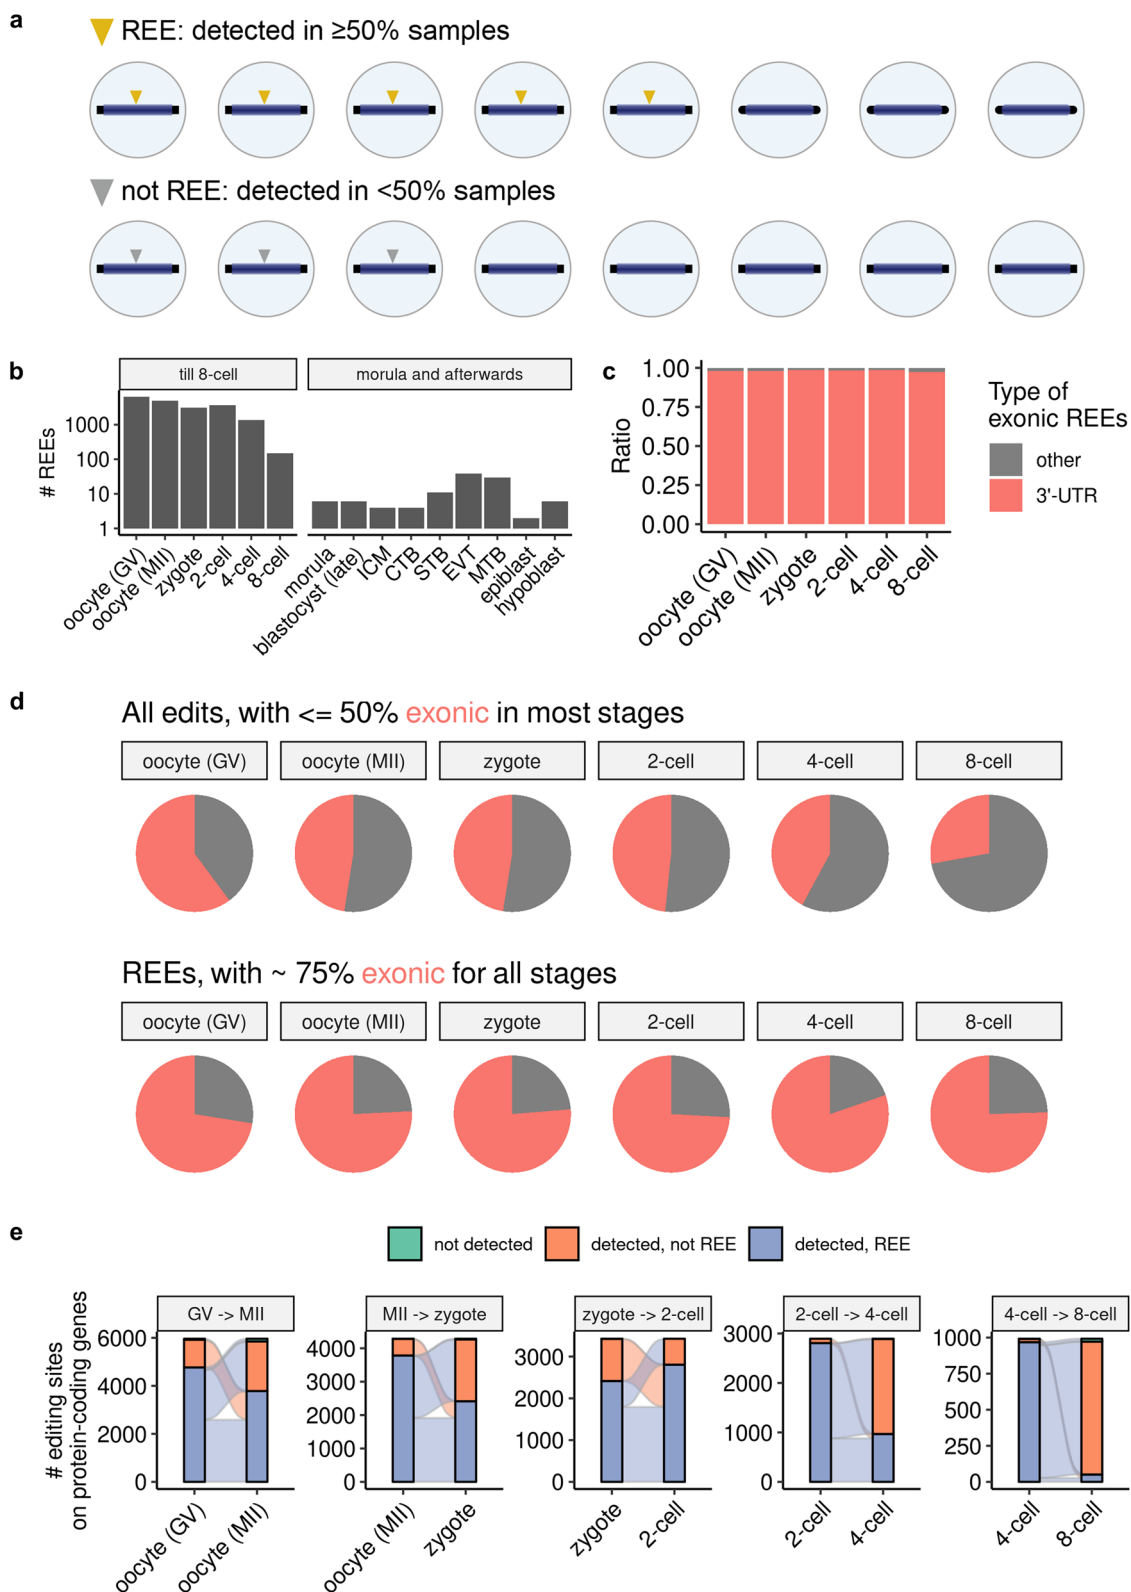 a
REE: detected in ≥50% samples
not REE: detected in <50% samples
b
till 8-cell
morula and afterwards
# REEs
1000
100
10
1
oocyte (GV)
oocyte (MII)
zygote
2-cell
4-cell
8-cell
morula
blastocyst (late)
ICM
CTB
STB
EVT
MTB
epiblast
hypoblast
c
Ratio
1.00
0.75
0.50
0.25
0.00
oocyte (GV)
oocyte (MII)
zygote
2-cell
4-cell
8-cell
Type of
exonic REEs
other
3'-UTR
d
All edits, with <= 50% exonic in most stages
oocyte (GV)
oocyte (MII)
zygote
2-cell
4-cell
8-cell
REEs, with ~ 75% exonic for all stages
oocyte (GV)
oocyte (MII)
zygote
2-cell
4-cell
8-cell
e
not detected
detected, not REE
detected, REE
# editing sites
on protein-coding genes
GV -> MII
6000
4000
2000
0
oocyte (GV)
oocyte (MII)
MII -> zygote
4000
3000
2000
1000
0
oocyte (MII)
zygote
zygote -> 2-cell
3000
2000
1000
0
zygote
2-cell
2-cell -> 4-cell
3000
2000
1000
0
2-cell
4-cell
4-cell -> 8-cell
1000
750
500
250
0
4-cell
8-cell